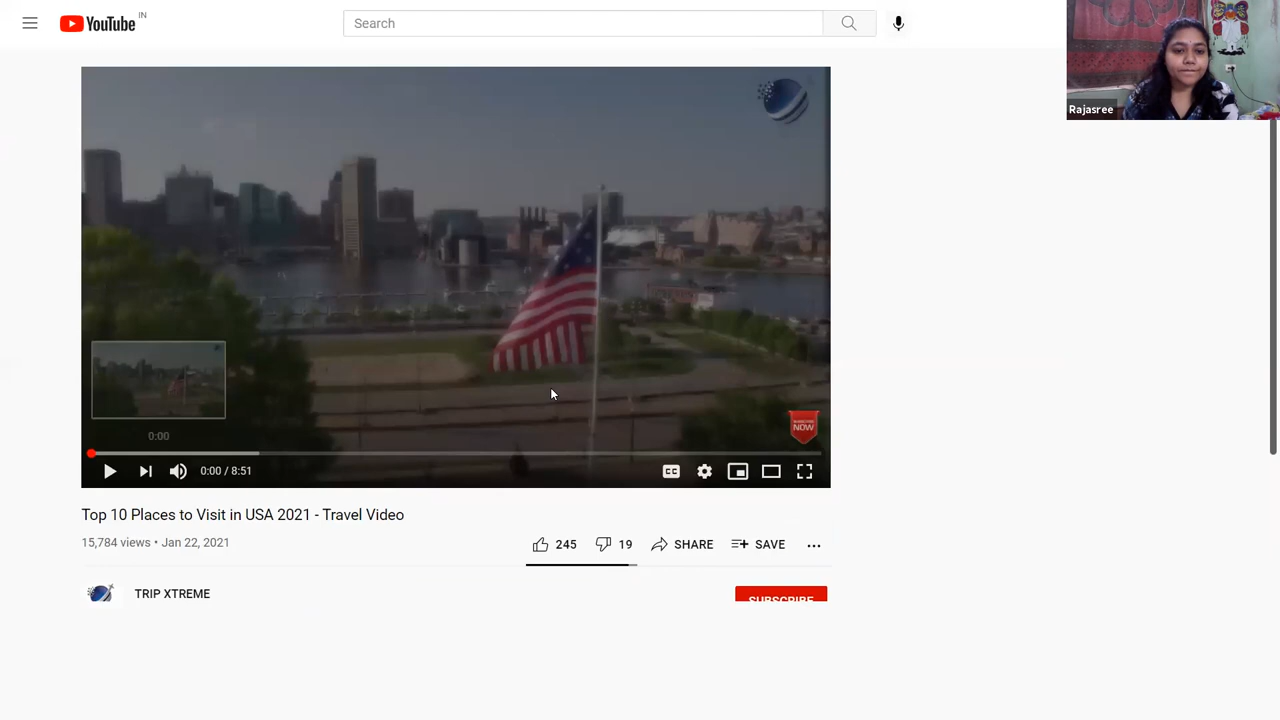 YouTube IN
Search
Rajasree
NOW
0:00
0:00 / 8:51
CC
Top 10 Places to Visit in USA 2021 - Travel Video
15,784 views • Jan 22, 2021
245
19
SHARE
SAVE
TRIP XTREME
SUBSCRIBE